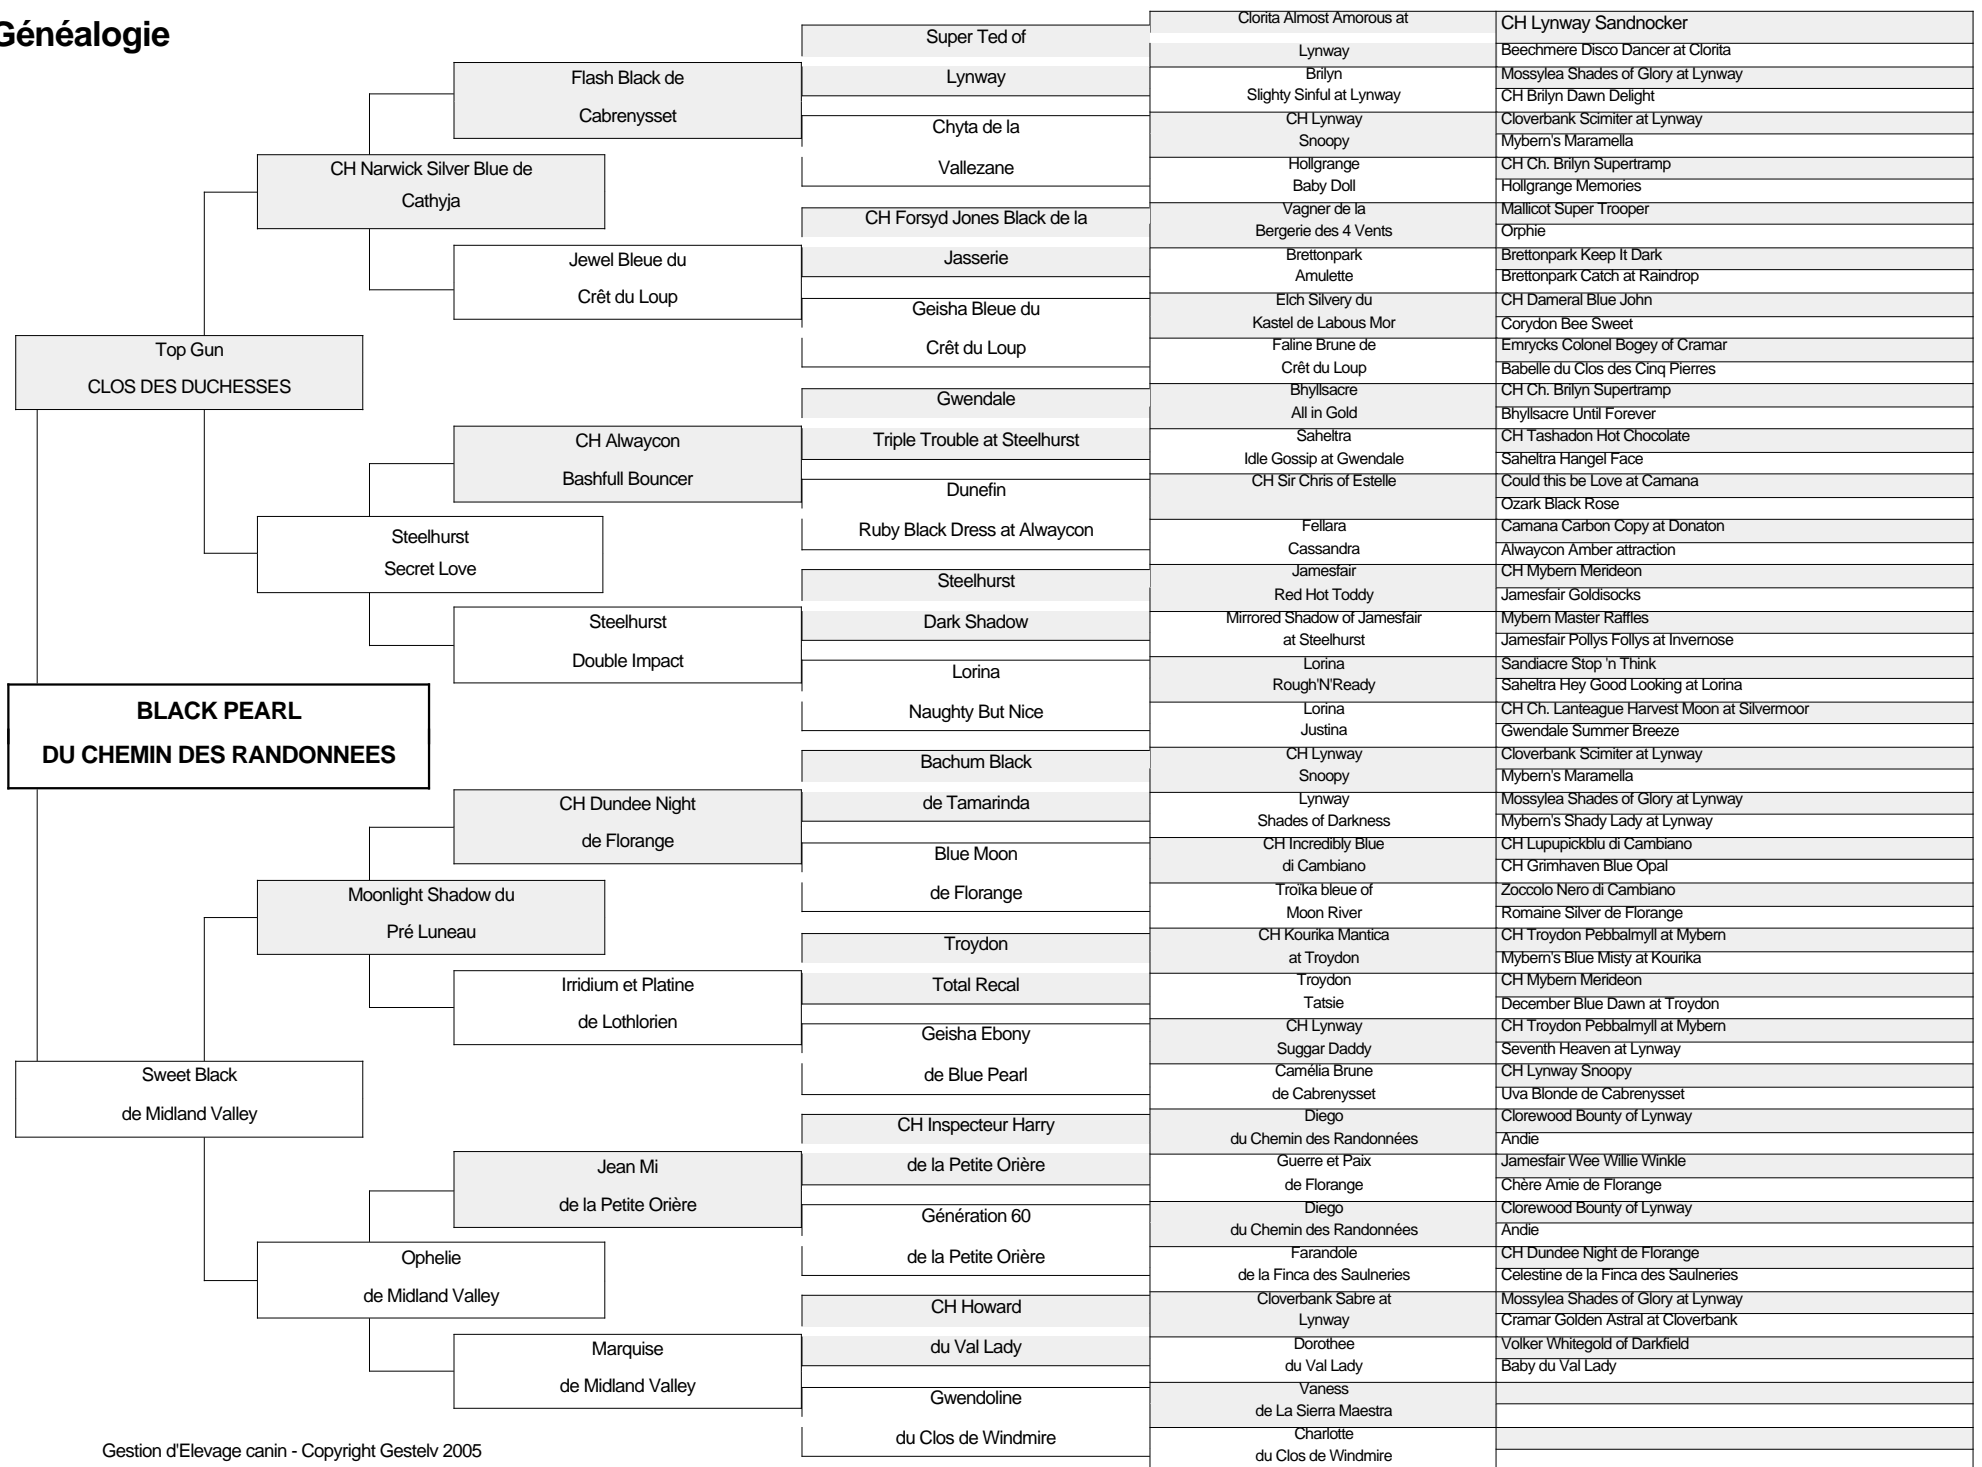 Généalogie
BLACK PEARL
DU CHEMIN DES RANDONNEES
Top Gun
CLOS DES DUCHESSES
Sweet Black
de Midland Valley
CH Narwick Silver Blue de
Cathyja
Steelhurst
Secret Love
Moonlight Shadow du
Pré Luneau
Ophelie
de Midland Valley
Flash Black de
Cabrenysset
Jewel Bleue du
Crêt du Loup
CH Alwaycon
Bashfull Bouncer
Steelhurst
Double Impact
CH Dundee Night
de Florange
Irridium et Platine
de Lothlorien
Jean Mi
de la Petite Orière
Marquise
de Midland Valley
Super Ted of
Lynway
Chyta de la
Vallezane
CH Forsyd Jones Black de la
Jasserie
Geisha Bleue du
Crêt du Loup
Gwendale
Triple Trouble at Steelhurst
Dunefin
Ruby Black Dress at Alwaycon
Steelhurst
Dark Shadow
Lorina
Naughty But Nice
Bachum Black
de Tamarinda
Blue Moon
de Florange
Troydon
Total Recal
Geisha Ebony
de Blue Pearl
CH Inspecteur Harry
de la Petite Orière
Génération 60
de la Petite Orière
CH Howard
du Val Lady
Gwendoline
du Clos de Windmire
Clorita Almost Amorous at
Lynway
Brilyn
Slighty Sinful at Lynway
CH Lynway
Snoopy
Hollgrange
Baby Doll
Vagner de la
Bergerie des 4 Vents
Brettonpark
Amulette
Elch Silvery du
Kastel de Labous Mor
Faline Brune de
Crêt du Loup
Bhyllsacre
All in Gold
Saheltra
Idle Gossip at Gwendale
CH Sir Chris of Estelle
Fellara
Cassandra
Jamesfair
Red Hot Toddy
Mirrored Shadow of Jamesfair
at Steelhurst
Lorina
Rough'N'Ready
Lorina
Justina
CH Lynway
Snoopy
Lynway
Shades of Darkness
CH Incredibly Blue
di Cambiano
Troïka bleue of
Moon River
CH Kourika Mantica
at Troydon
Troydon
Tatsie
CH Lynway
Suggar Daddy
Camélia Brune
de Cabrenysset
Diego
du Chemin des Randonnées
Guerre et Paix
de Florange
Diego
du Chemin des Randonnées
Farandole
de la Finca des Saulneries
Cloverbank Sabre at
Lynway
Dorothee
du Val Lady
Vaness
de La Sierra Maestra
Charlotte
du Clos de Windmire
CH Lynway Sandnocker
Beechmere Disco Dancer at Clorita
Mossylea Shades of Glory at Lynway
CH Brilyn Dawn Delight
Cloverbank Scimiter at Lynway
Mybern's Maramella
CH Ch. Brilyn Supertramp
Hollgrange Memories
Mallicot Super Trooper
Orphie
Brettonpark Keep It Dark
Brettonpark Catch at Raindrop
CH Dameral Blue John
Corydon Bee Sweet
Emrycks Colonel Bogey of Cramar
Babelle du Clos des Cinq Pierres
CH Ch. Brilyn Supertramp
Bhyllsacre Until Forever
CH Tashadon Hot Chocolate
Saheltra Hangel Face
Could this be Love at Camana
Ozark Black Rose
Camana Carbon Copy at Donaton
Alwaycon Amber attraction
CH Mybern Merideon
Jamesfair Goldisocks
Mybern Master Raffles
Jamesfair Pollys Follys at Invernose
Sandiacre Stop 'n Think
Saheltra Hey Good Looking at Lorina
CH Ch. Lanteague Harvest Moon at Silvermoor
Gwendale Summer Breeze
Cloverbank Scimiter at Lynway
Mybern's Maramella
Mossylea Shades of Glory at Lynway
Mybern's Shady Lady at Lynway
CH Lupupickblu di Cambiano
CH Grimhaven Blue Opal
Zoccolo Nero di Cambiano
Romaine Silver de Florange
CH Troydon Pebbalmyll at Mybern
Mybern's Blue Misty at Kourika
CH Mybern Merideon
December Blue Dawn at Troydon
CH Troydon Pebbalmyll at Mybern
Seventh Heaven at Lynway
CH Lynway Snoopy
Uva Blonde de Cabrenysset
Clorewood Bounty of Lynway
Andie
Jamesfair Wee Willie Winkle
Chère Amie de Florange
Clorewood Bounty of Lynway
Andie
CH Dundee Night de Florange
Celestine de la Finca des Saulneries
Mossylea Shades of Glory at Lynway
Cramar Golden Astral at Cloverbank
Volker Whitegold of Darkfield
Baby du Val Lady
Gestion d'Elevage canin - Copyright Gestelv 2005